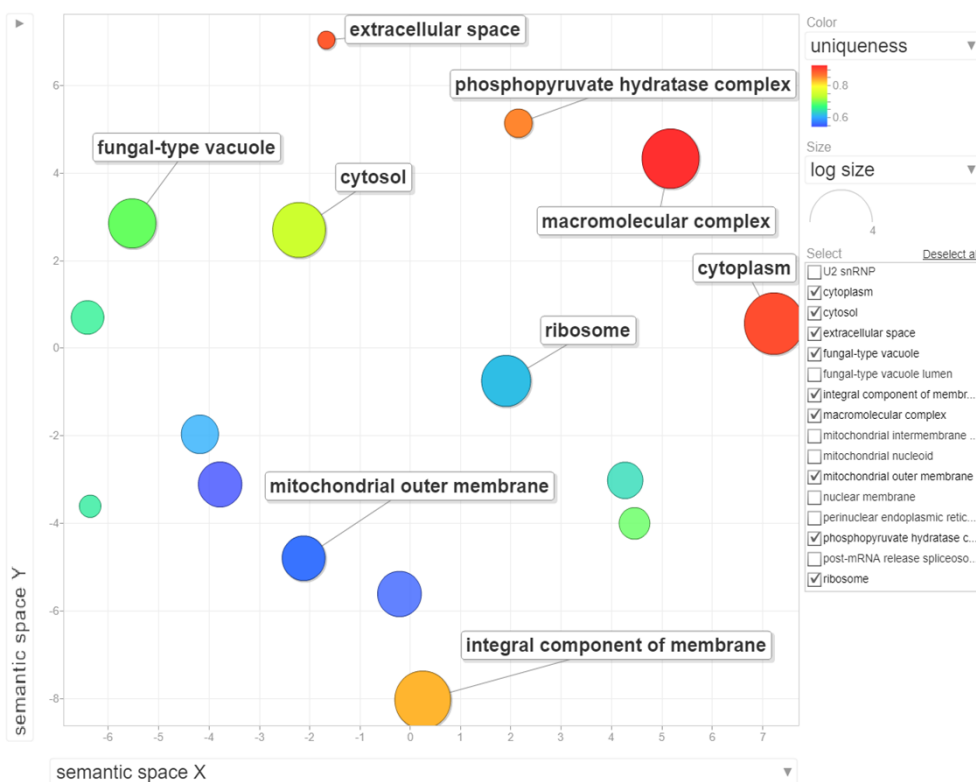 extracellular space
phosphopyruvate hydratase complex
fungal-type vacuole
cytosol
macromolecular complex
cytoplasm
ribosome
mitochondrial outer membrane
integral component of membrane
6
4
2
0
-2
-4
-6
-8
-6
-5
-4
-3
-2
-1
0
1
2
3
4
5
6
7
semantic space Y
semantic space X
Color
uniqueness
0.8
0.6
Size
log size
4
Select Deselect a
U2 snRNP
cytoplasm
cytosol
extracellular space
fungal-type vacuole
fungal-type vacuole lumen
integral component of membr...
macromolecular complex
mitochondrial intermembrane ..
mitochondrial nucleoid
mitochondrial outer membrane
nuclear membrane
perinuclear endoplasmic retic...
phosphopyruvate hydratase c...
post-mRNA release spliceoso...
ribosome